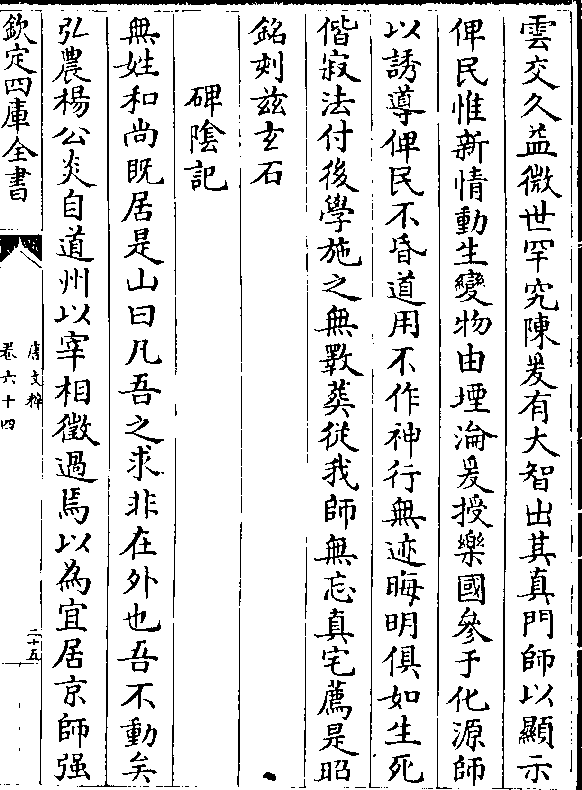 雲交久益微世罕究陳爰有大智出其真門師以顯示
俾民惟新情動生變物由堙淪爰授樂國參于化源師
以誘導俾民不昏道用不作神行無迹晦明俱如生死
偕寂法付後學施之無斁葬從我師無忘真宅薦是昭
銘刻兹玄石
碑陰記
無姓和尚既居是山曰凡吾之求非在外也吾不動矣
弘農楊公炎自道州以宰相徵過焉以為宜居京師强
欽定四庫全書
唐文粹
卷六十四
二十五